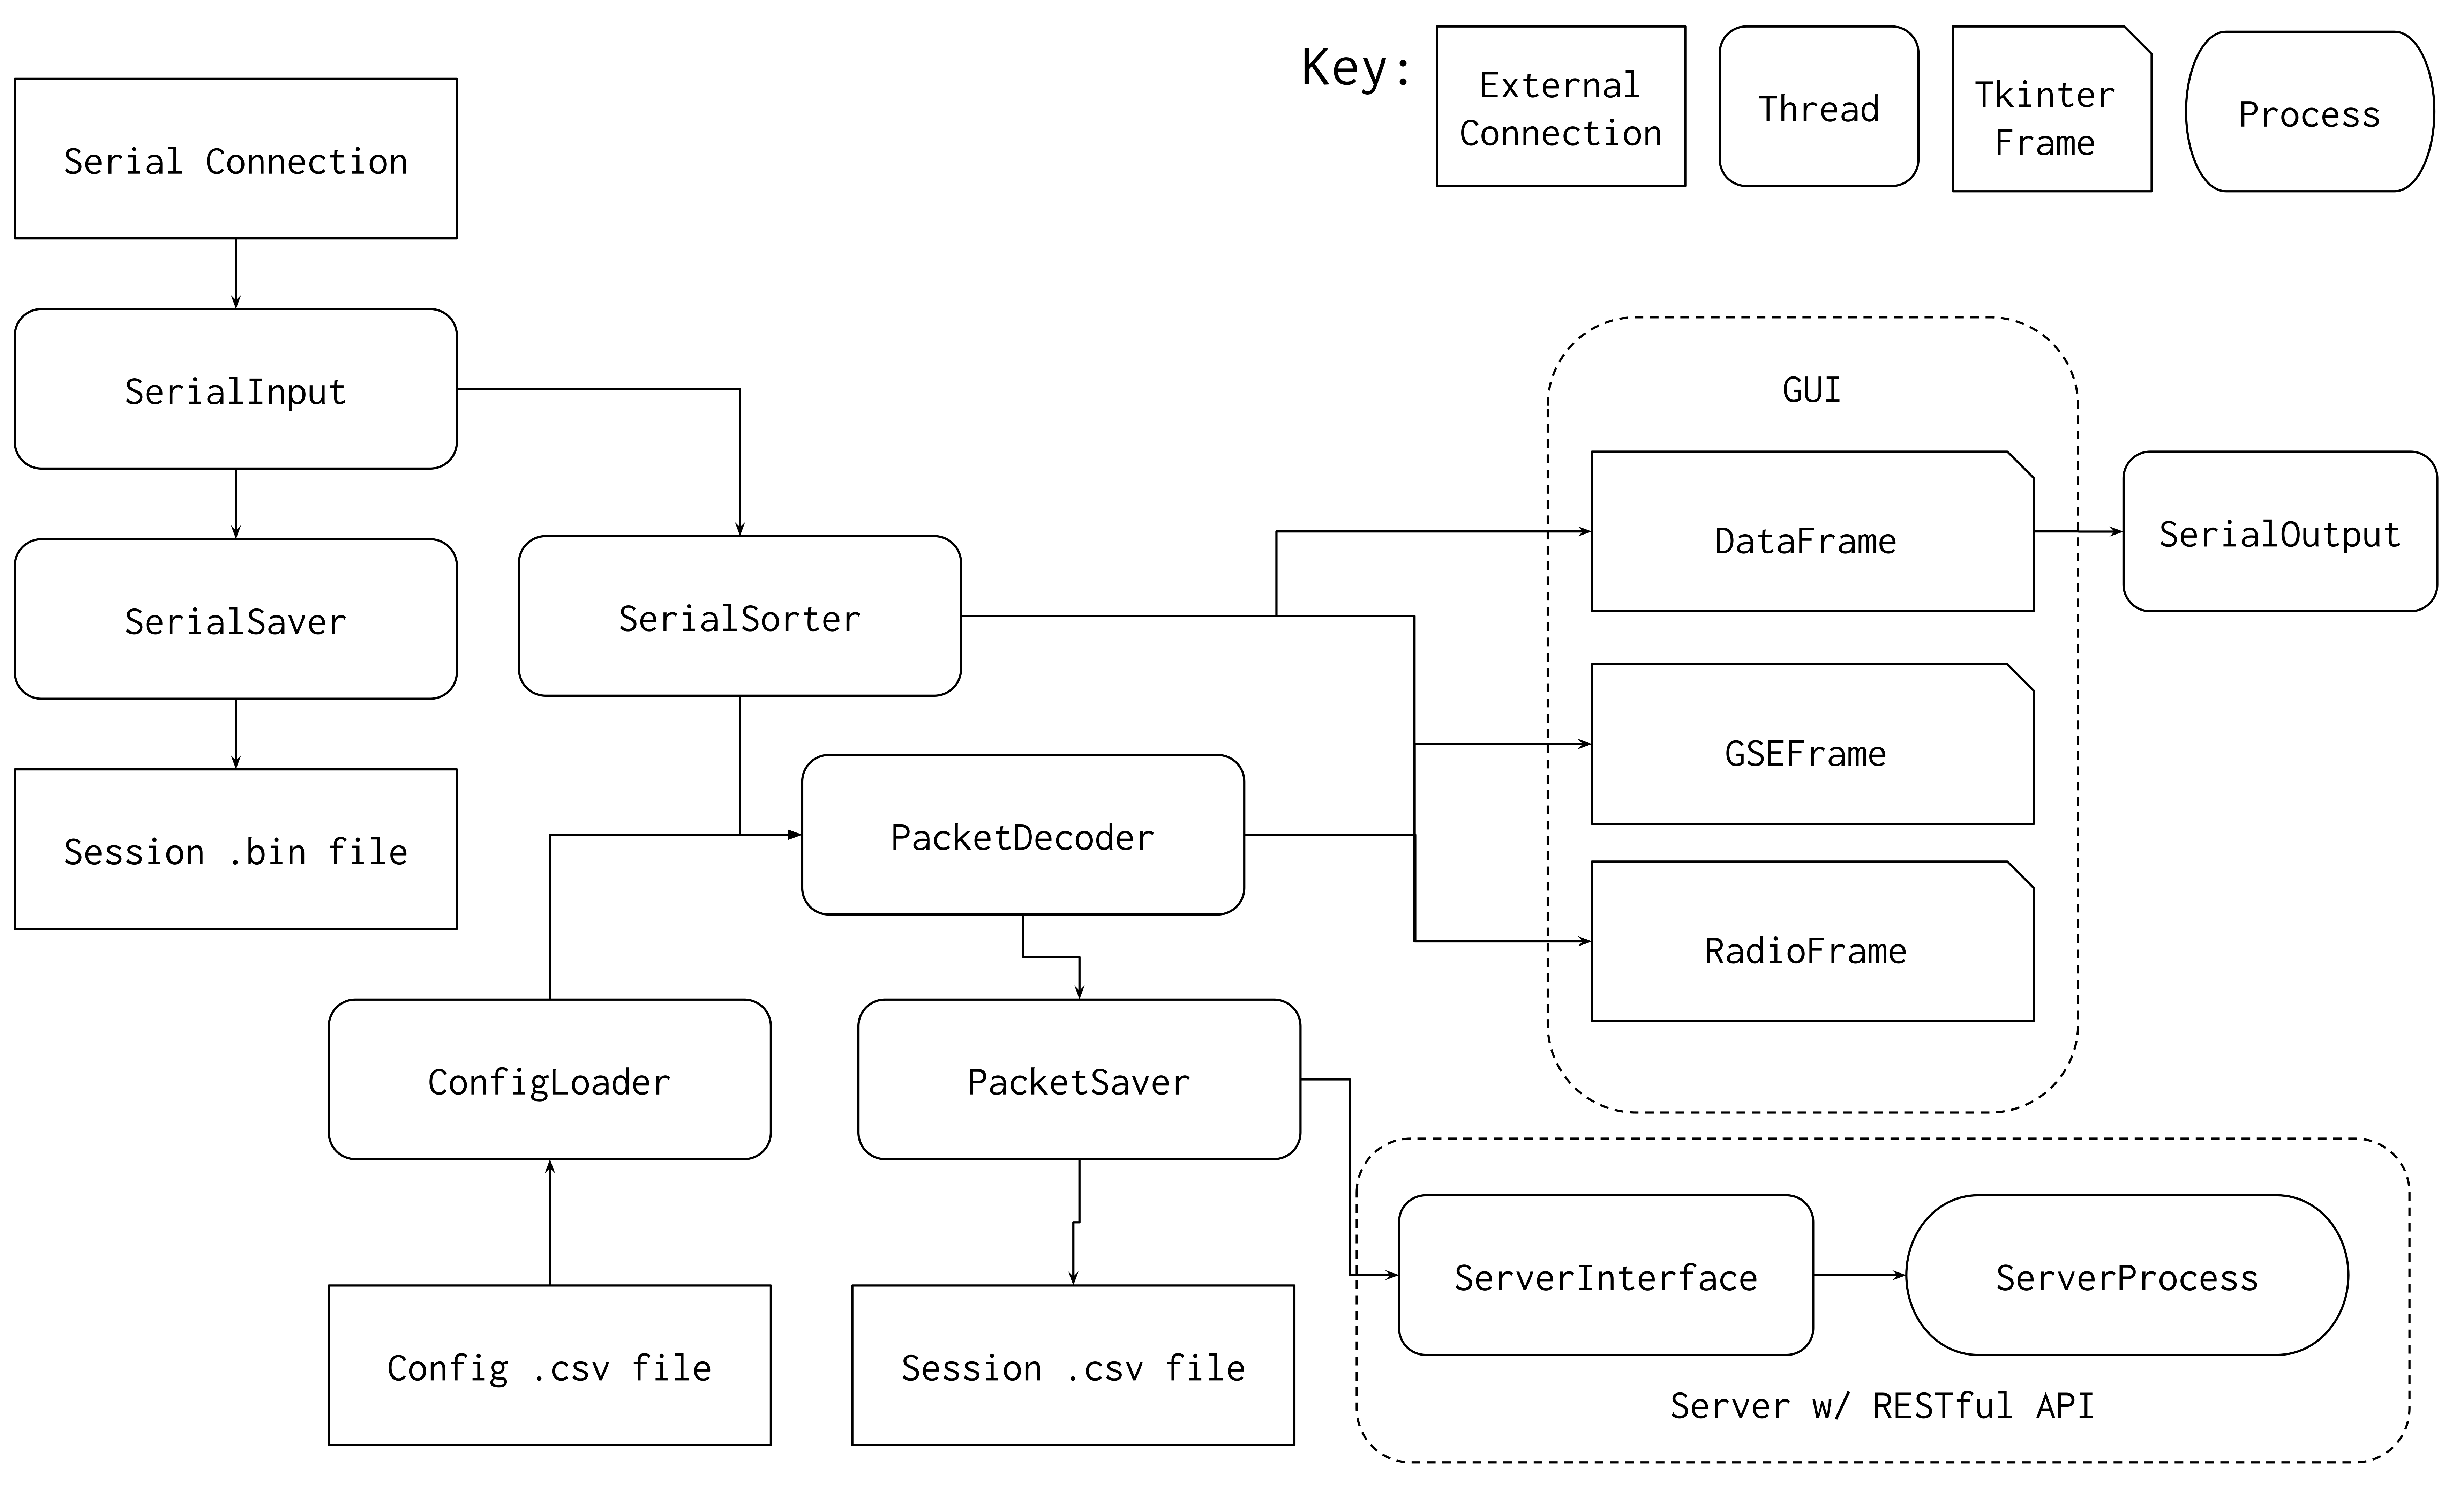 Key:
External
Connection
Thread
Tkinter
Frame
Process
Serial Connection
SerialInput
GUI
DataFrame
SerialOutput
SerialSaver
SerialSorter
GSEFrame
Session .bin file
PacketDecoder
RadioFrame
ConfigLoader
PacketSaver
ServerInterface
ServerProcess
Config .csv file
Session .csv file
Server w/ RESTful API